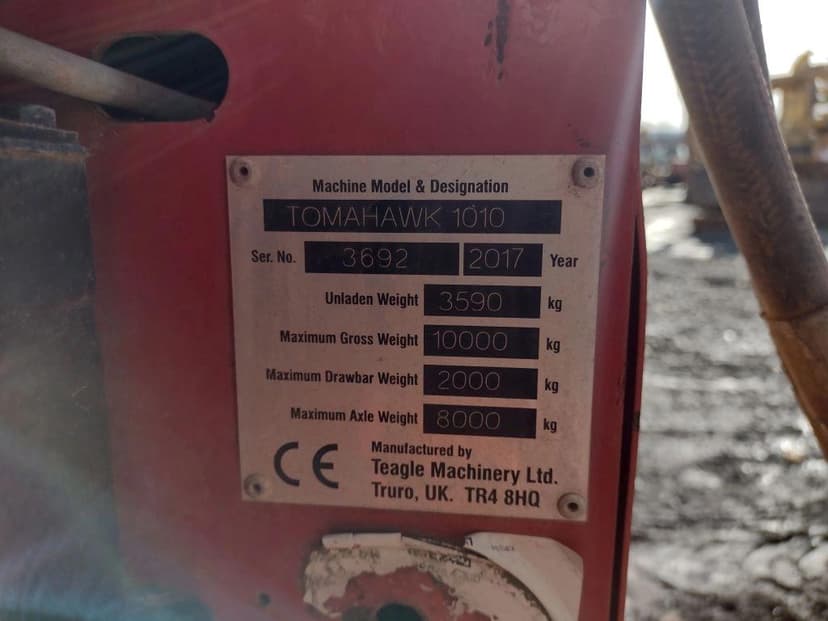 Machine Model & Designation
TOMAHAWK 1010
Ser. No. 3692 2017 Year
Unladen Weight 3590 kg
Maximum Gross Weight 10000 kg
Maximum Drawbar Weight 2000 kg
Maximum Axle Weight 8000 kg
CE Manufactured by
Teagle Machinery Ltd.
Truro, UK. TR4 8HQ